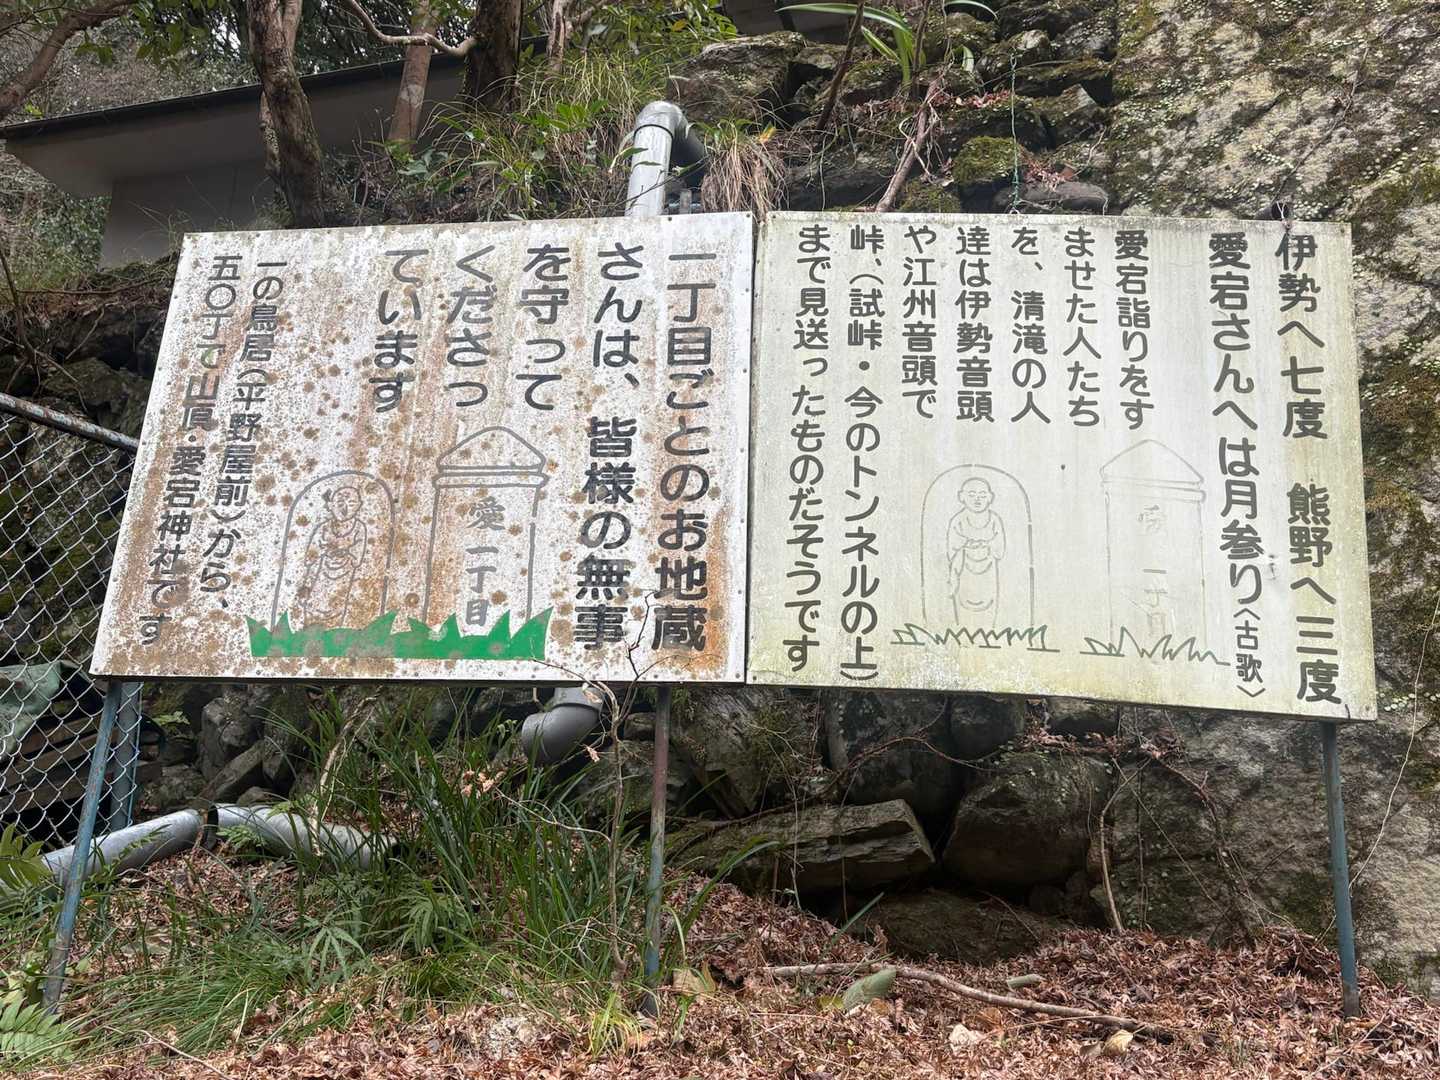 伊勢へ七度 熊野へ三度
愛宕さんへは月参り〈古歌〉
愛宕詣りをす
ませた人たち
を、清滝の人
達は伊勢音頭
や江州音頭で
峠、(試峠・今のトンネルの上)
まで見送ったものだそうです
愛
一丁目
一丁目ごとのお地蔵
さんは、皆様の無事
を守って
くださっ
ています
愛
一丁目
一の鳥居(平野屋前)から、
五〇丁で山頂・愛宕神社です